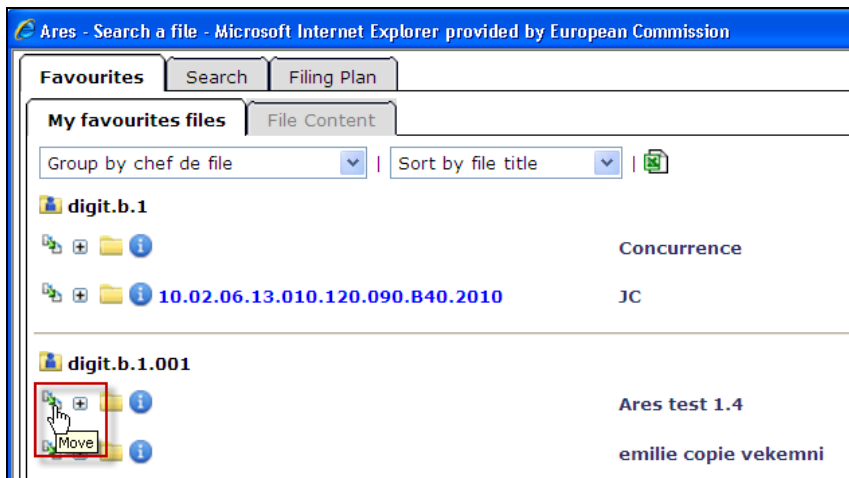 Ares - Search a file - Microsoft Internet Explorer provided by European Commission
Favourites Search Filing Plan
My favourites files File Content
Group by chef de file | Sort by file title |
digit.b.1
Concurrence
10.02.06.13.010.120.090.B40.2010 JC
digit.b.1.001
Ares test 1.4
Move
emilie copie vekemni